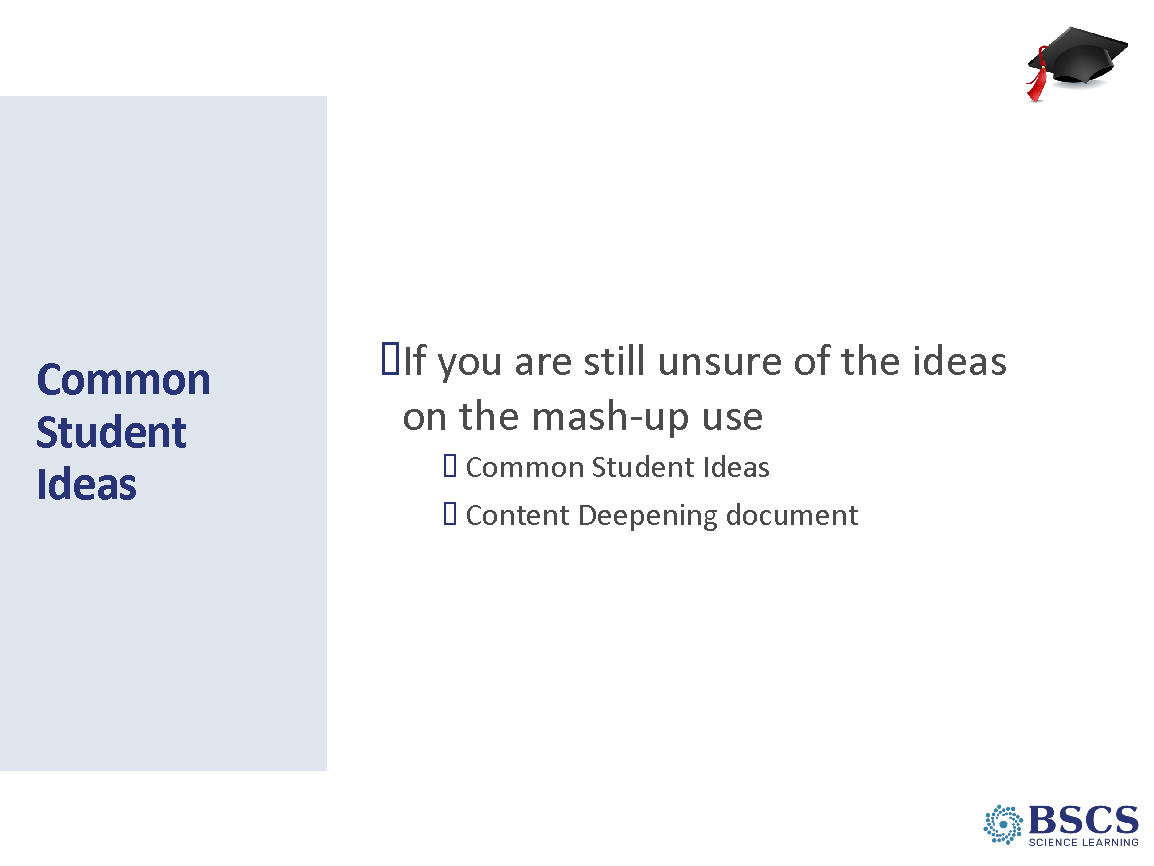 Common
Student
Ideas
If you are still unsure of the ideas
on the mash-up use
Common Student Ideas
Content Deepening document
BSCS
SCIENCE LEARNING